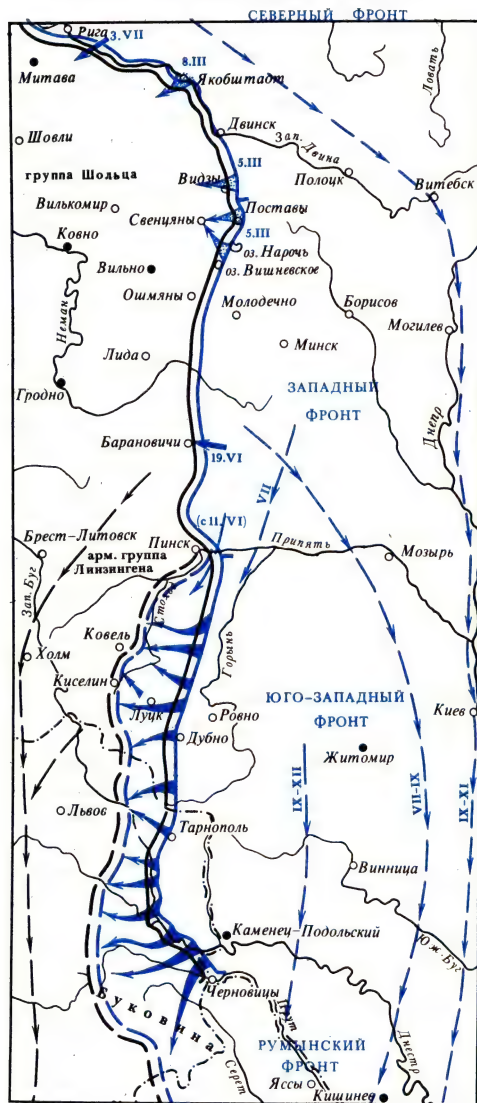 СЕВЕРНЫЙ ФРОНТ
Рига
3.VII
Митава
8.III
Якобштадт
Ловать
Шовли
Двинск
Зап. Двина
группа Шольца
5.III
Видзы
Полоцк
Витебск
Вилькомир
Свенцяны
Поставы
5.III
Ковно
оз. Нарочь
Вильно
оз. Вишневское
Ошмяны
Молодечно
Борисов
Неман
Могилев
Лида
Минск
Гродно
ЗАПАДНЫЙ
ФРОНТ
Днепр
Барановичи
19.VI
VII
(с 11.VI)
Брест-Литовск
Пинск
Припять
Мозырь
арм. группа
Линзингена
Зап. Буг
Стоход
Ковель
Холм
Горынь
Киселин
ЮГО-ЗАПАДНЫЙ
ФРОНТ
Луцк
Ровно
Киев
Дубно
Житомир
IX-XII
VII-IX
IX-XI
Львов
Тарнополь
Винница
Каменец-Подольский
Юж. Буг
Черновицы
Буковина
Прут
РУМЫНСКИЙ
ФРОНТ
Днестр
Серет
Яссы
Кишинев